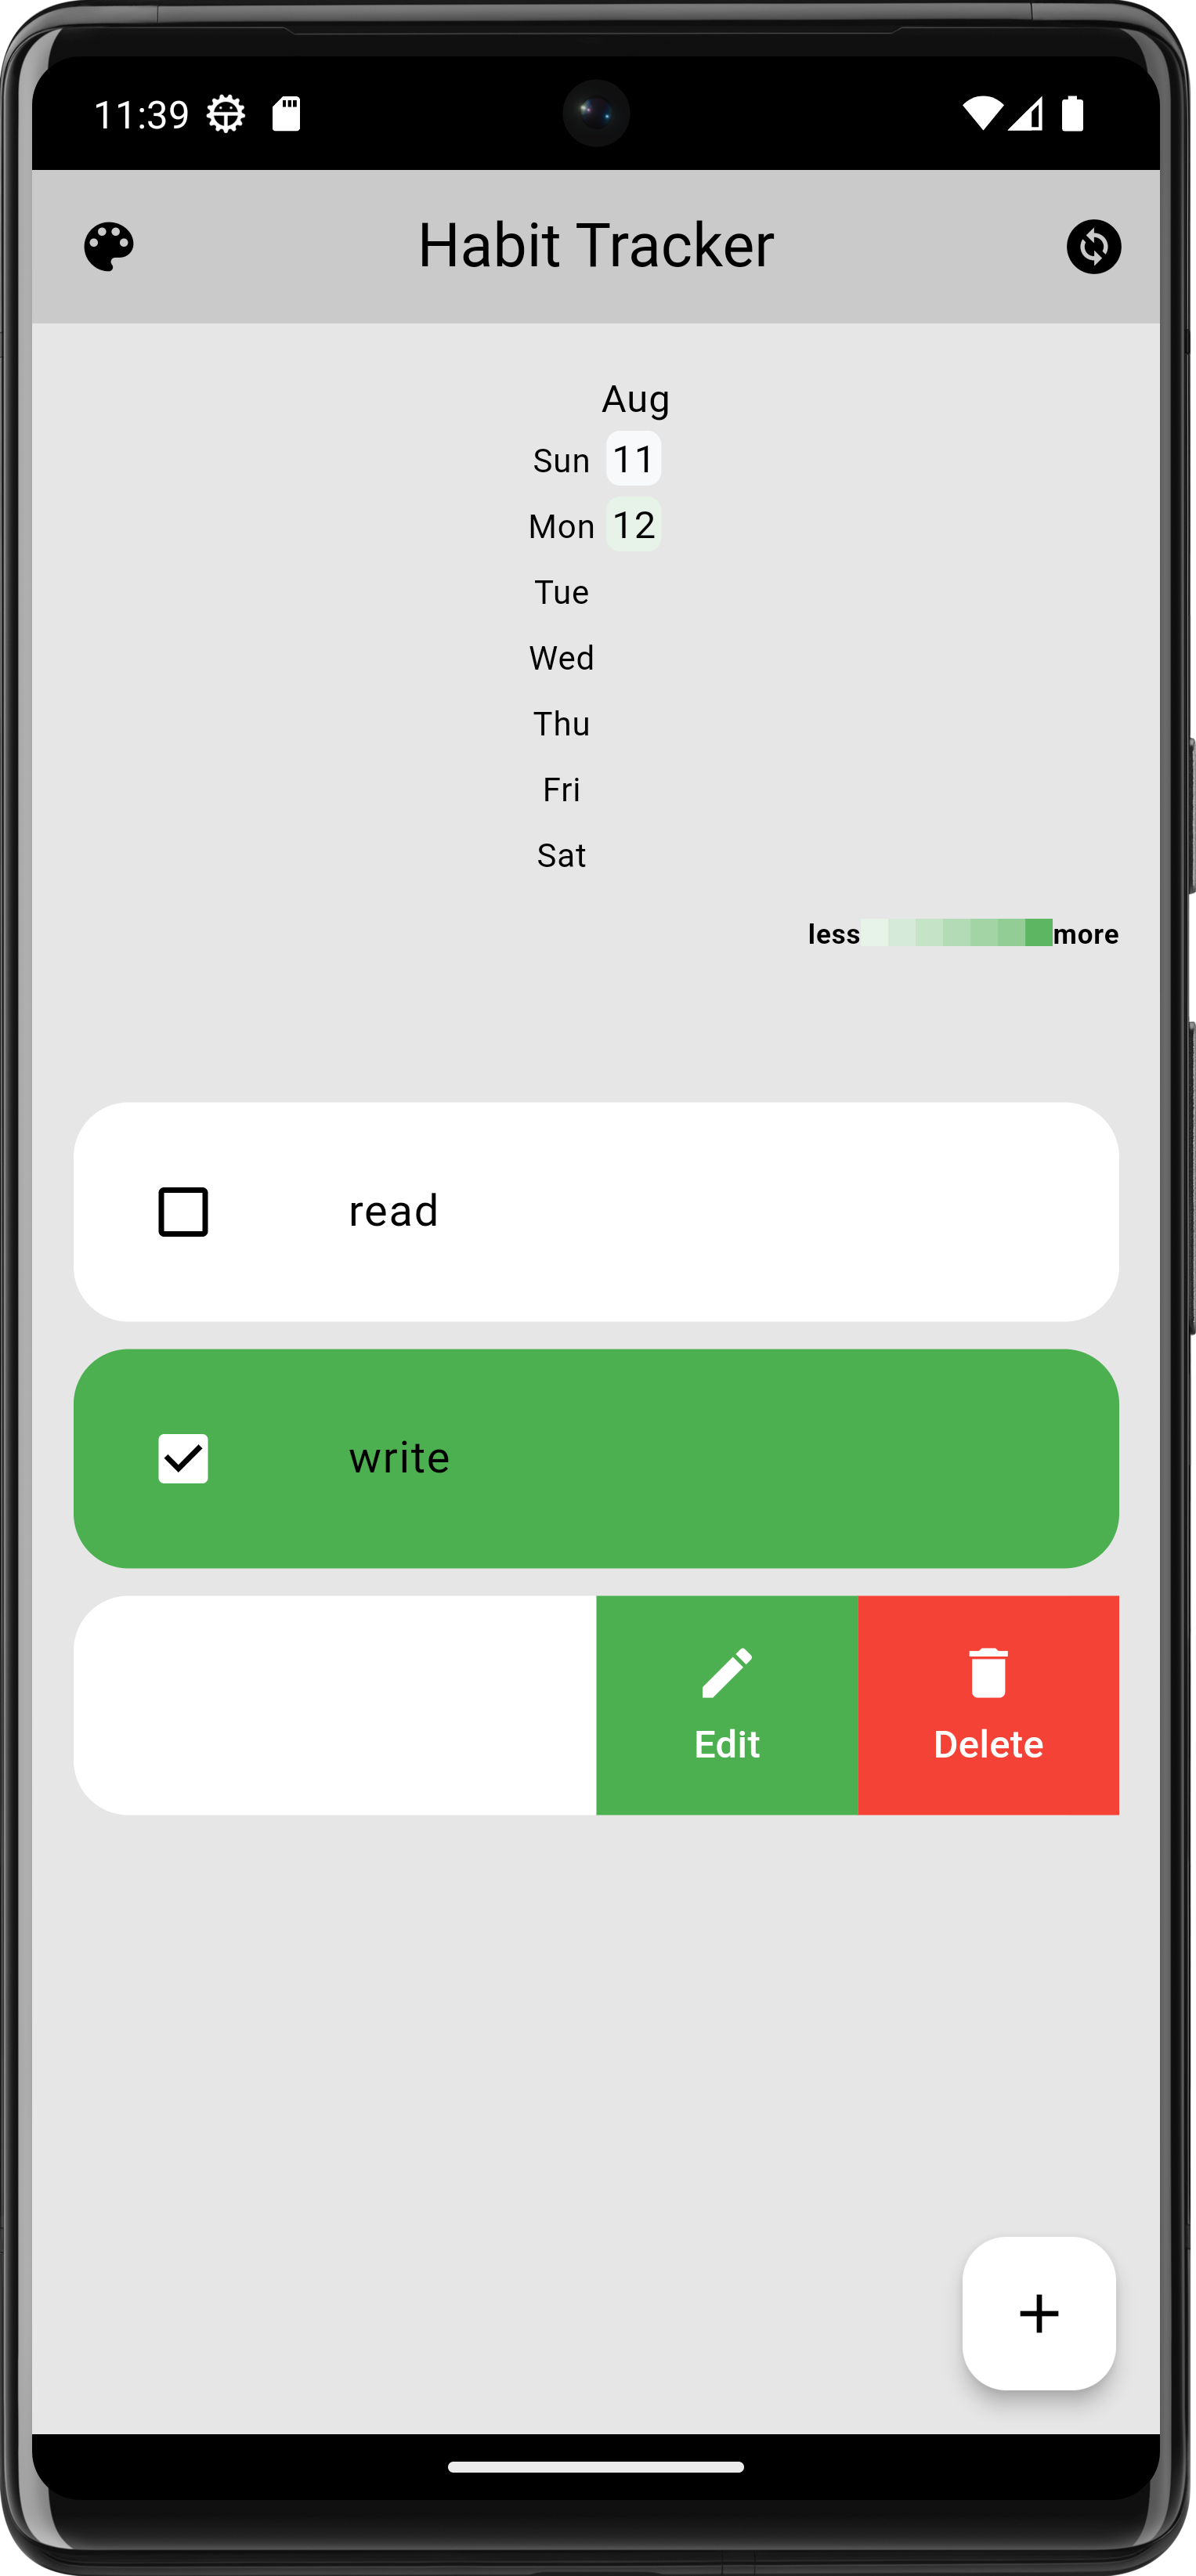 11:39
Habit Tracker
Aug
Sun 11
Mon 12
Tue
Wed
Thu
Fri
Sat
less more
read
write
Edit Delete